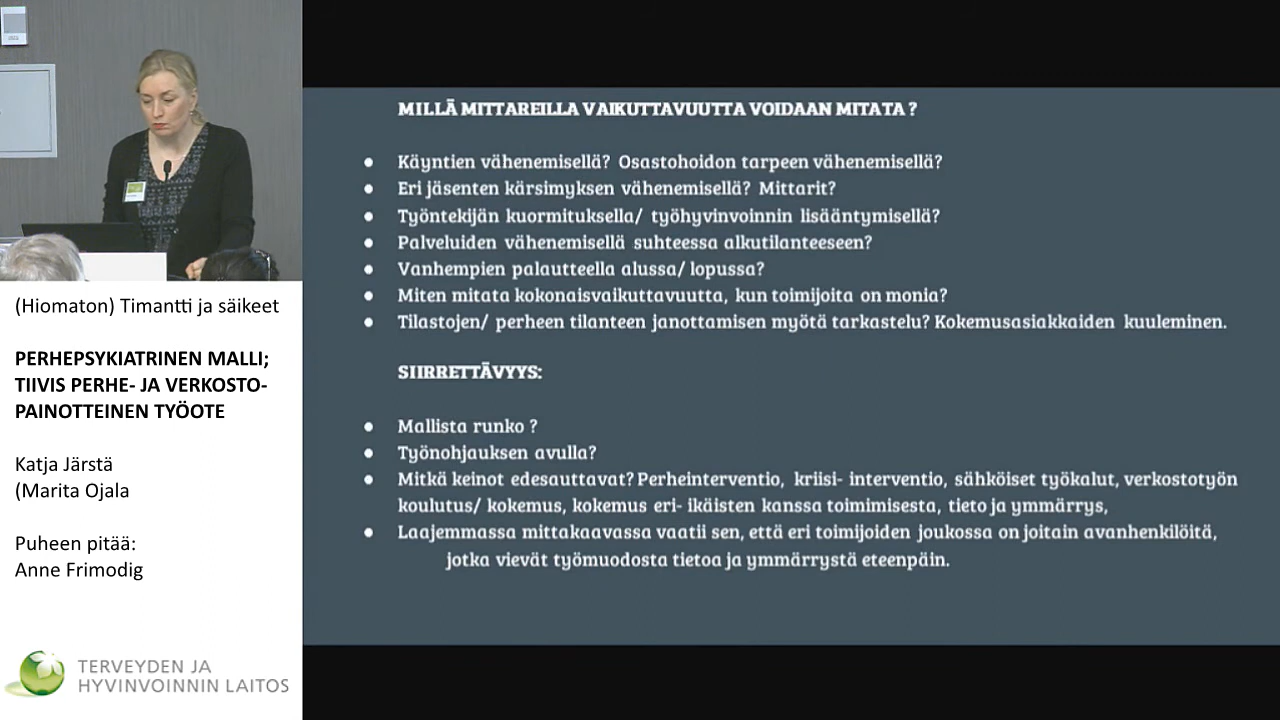 (Hiomaton) Timantti ja säikeet
PERHEPSYKIATRINEN MALLI;
TIIVIS PERHE- JA VERKOSTO-
PAINOTTEINEN TYÖOTE
Katja Järstä
(Marita Ojala
Puheen pitää:
Anne Frimodig
TERVEYDEN JA
HYVINVOINNIN LAITOS
MILLÄ MITTAREILLA VAIKUTTAVUUTTA VOIDAAN MITATA ?
● Käyntien vähenemisellä? Osastohoidon tarpeen vähenemisellä?
● Eri jäsenten kärsimyksen vähenemisellä? Mittarit?
● Työntekijän kuormituksella/ työhyvinvoinnin lisääntymisellä?
● Palveluiden vähenemisellä suhteessa alkutilanteeseen?
● Vanhempien palautteella alussa/ lopussa?
● Miten mitata kokonaisvaikuttavuutta, kun toimijoita on monia?
● Tilastojen/ perheen tilanteen janottamisen myötä tarkastelu? Kokemusasiakkaiden kuuleminen.
SIIRRETTÄVYYS:
● Mallista runko ?
● Työnohjauksen avulla?
● Mitkä keinot edesauttavat? Perheinterventio, kriisi- interventio, sähköiset työkalut, verkostotyön
koulutus/ kokemus, kokemus eri- ikäisten kanssa toimimisesta, tieto ja ymmärrys,
● Laajemmassa mittakaavassa vaatii sen, että eri toimijoiden joukossa on joitain avanhenkilöitä,
jotka vievät työmuodosta tietoa ja ymmärrystä eteenpäin.